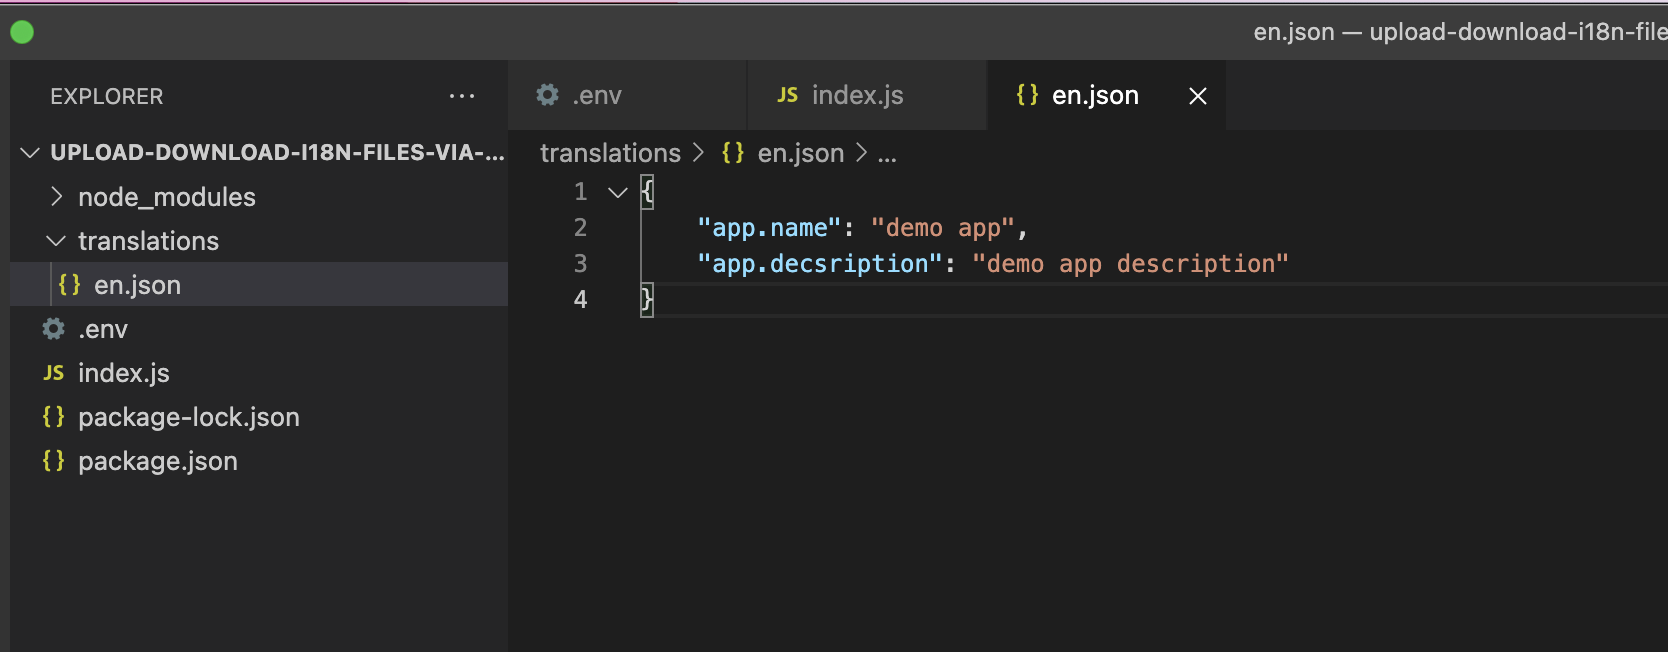 en.json — upload-download-i18n-file
EXPLORER ...
.env
JS index.js
{} en.json
UPLOAD-DOWNLOAD-I18N-FILES-VIA-...
translations > {} en.json > ...
node_modules
translations
{} en.json
.env
JS index.js
{} package-lock.json
{} package.json
1 {
2 "app.name": "demo app",
3 "app.decsription": "demo app description"
4 }